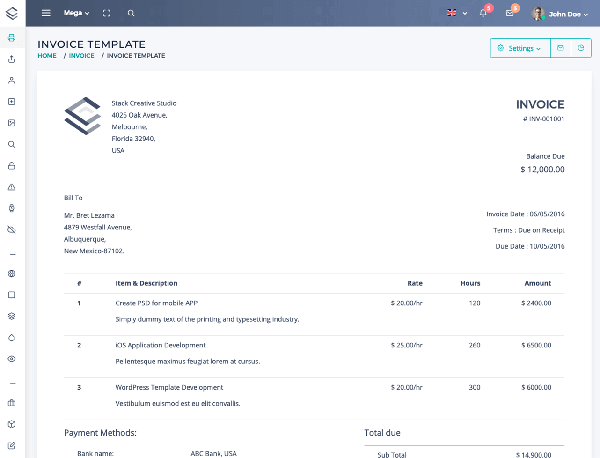 Mega
5
John Doe
INVOICE TEMPLATE
HOME / INVOICE / INVOICE TEMPLATE
Settings
Stack Creative Studio
4025 Oak Avenue,
Melbourne,
Florida 32940,
USA
INVOICE
# INV-001001
Balance Due
$ 12,000.00
Bill To
Mr. Bret Lezama
4879 Westfall Avenue,
Albuquerque,
New Mexico-87102.
Invoice Date : 06/05/2016
Terms : Due on Receipt
Due Date : 10/05/2016
# Item & Description Rate Hours Amount
1 Create PSD for mobile APP $ 20.00/hr 120 $ 2400.00
Simply dummy text of the printing and typesetting industry.
2 iOS Application Development $ 25.00/hr 260 $ 6500.00
Pellentesque maximus feugiat lorem at cursus.
3 WordPress Template Development $ 20.00/hr 300 $ 6000.00
Vestibulum euismod est eu elit convallis.
Payment Methods:
Total due
Bank name: ABC Bank, USA
Sub Total $ 14,900.00